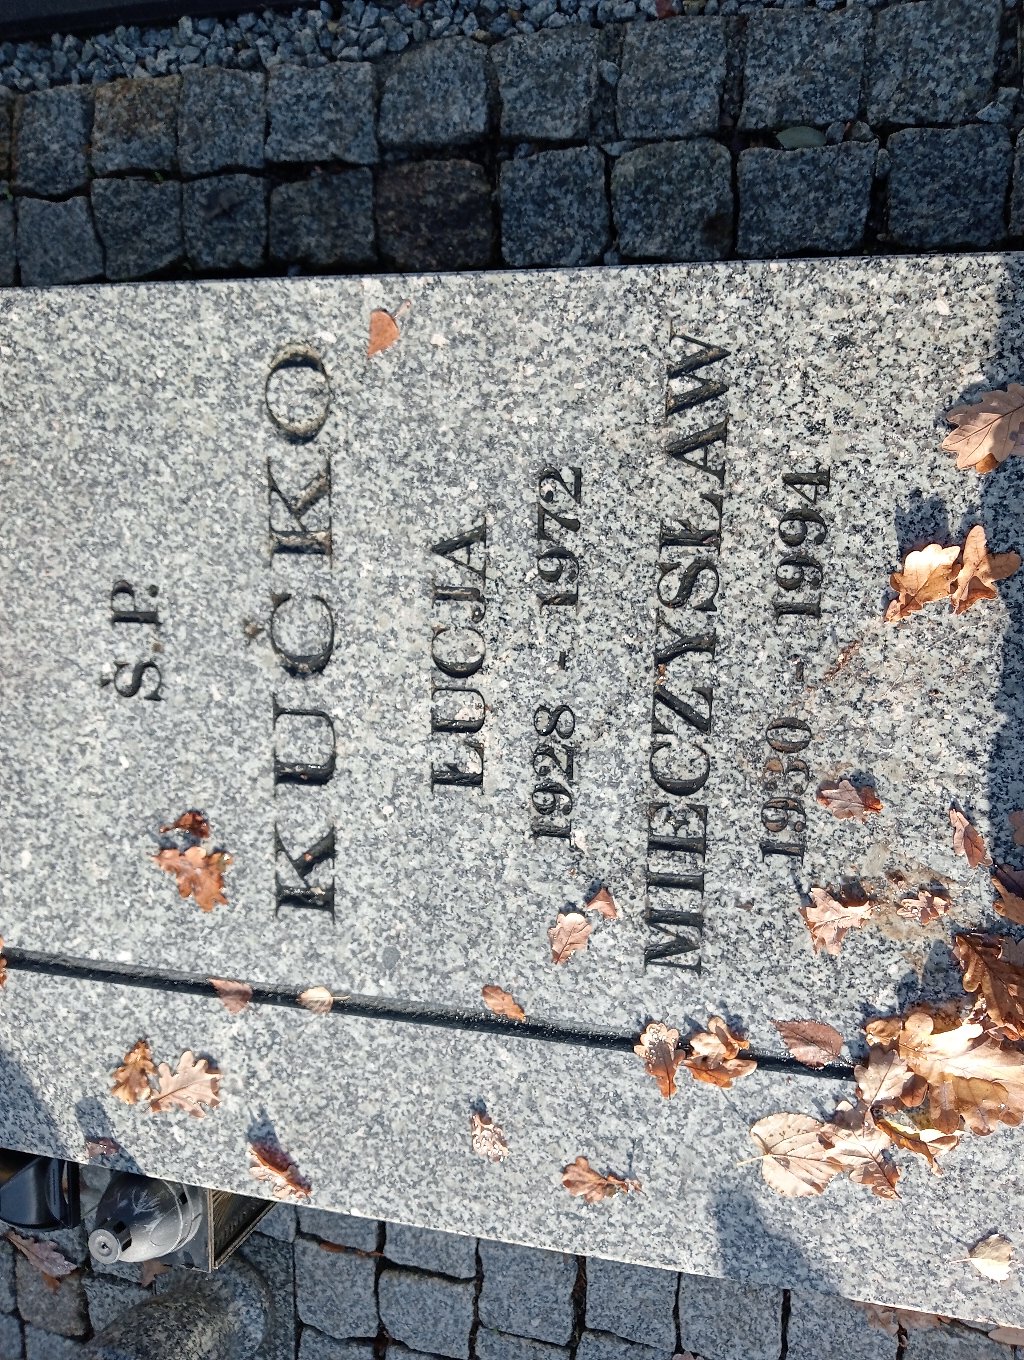 Ś.P.
KUĆKO
ŁUCJA
1928 - 1972
MIECZYSŁAW
1930 - 1994